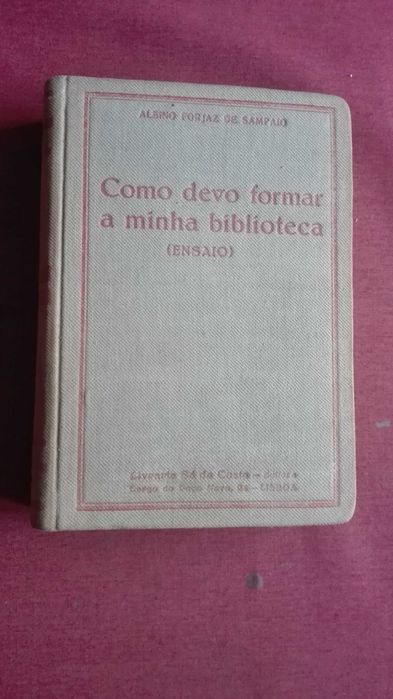 ALBINO FORJAZ DE SAMPAIO
Como devo formar
a minha biblioteca
(ENSAIO)
Livraria Sá da Costa — Editora
Largo do Poço Novo, 24 — LISBOA